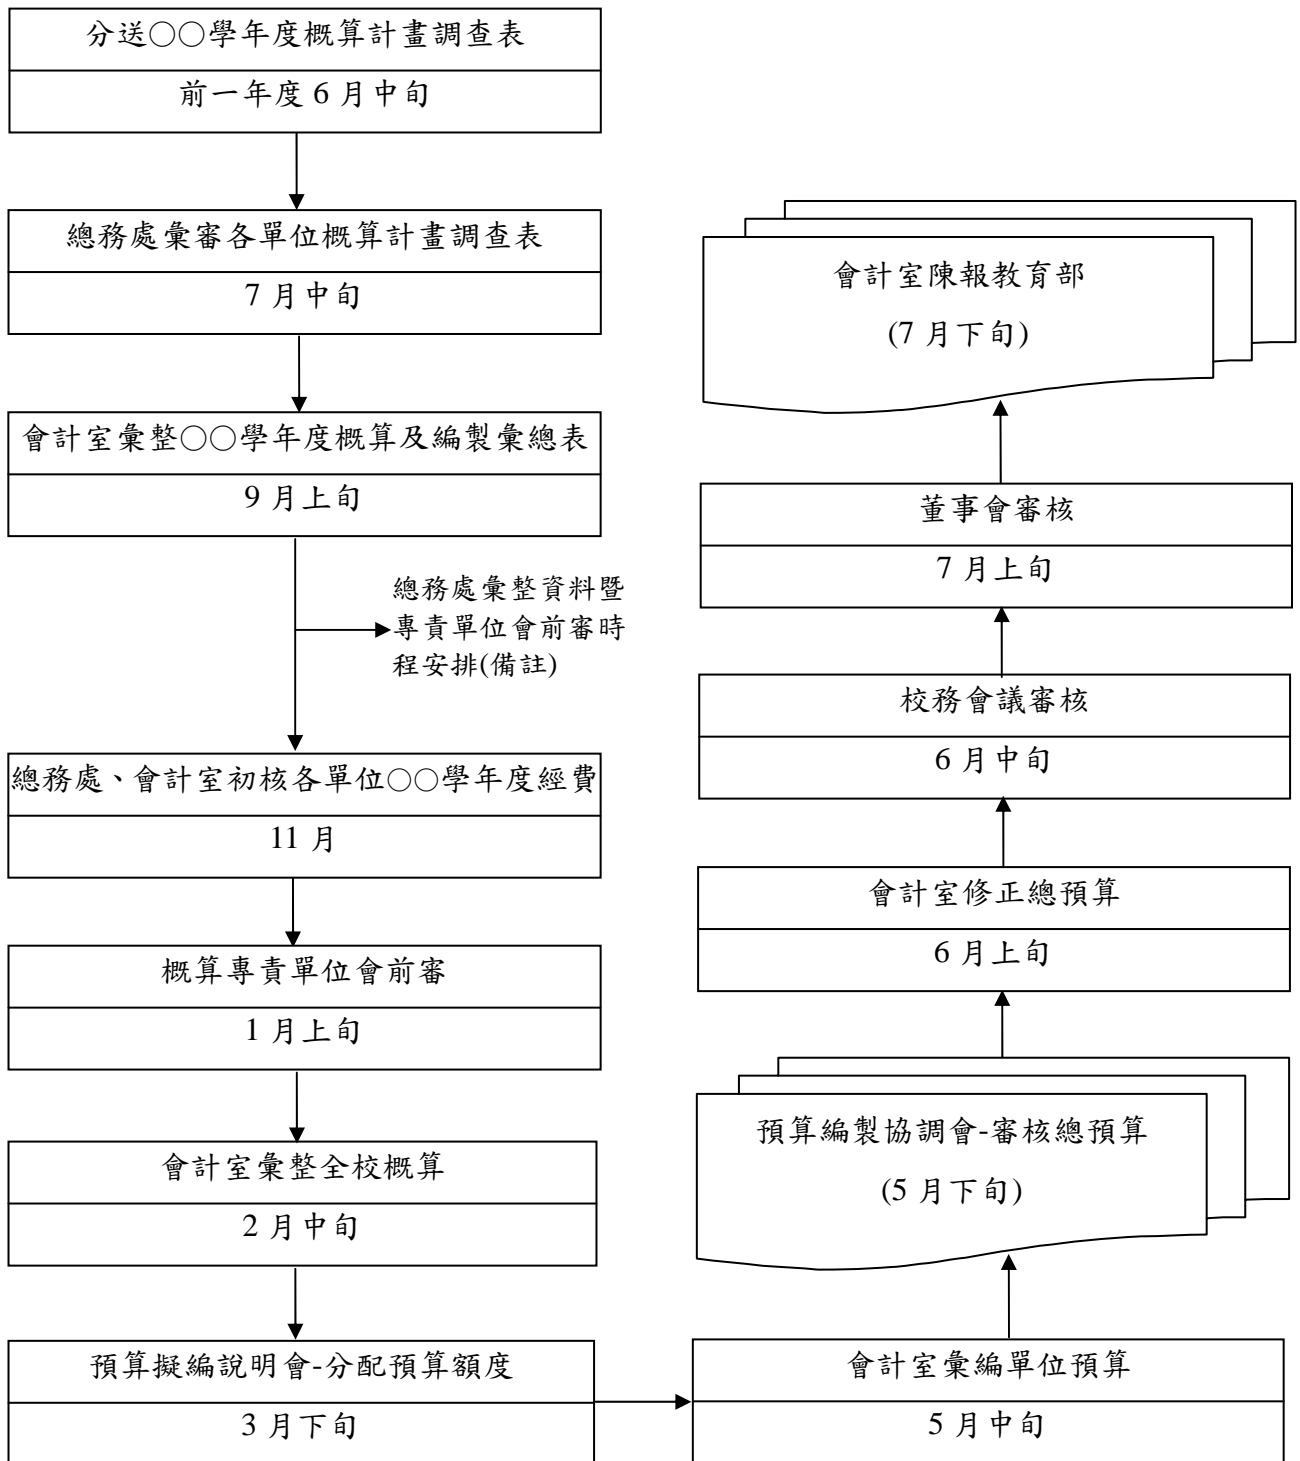 分送○○學年度概算計畫調查表
前一年度 6 月中旬
總務處彙審各單位概算計畫調查表
7 月中旬
會計室彙整○○學年度概算及編製彙總表
9 月上旬
總務處彙整資料暨
專責單位會前審時
程安排(備註)
總務處、會計室初核各單位○○學年度經費
11 月
概算專責單位會前審
1 月上旬
會計室彙整全校概算
2 月中旬
預算擬編說明會-分配預算額度
3 月下旬
會計室彙編單位預算
5 月中旬
預算編製協調會-審核總預算
(5 月下旬)
會計室修正總預算
6 月上旬
校務會議審核
6 月中旬
董事會審核
7 月上旬
會計室陳報教育部
(7 月下旬)